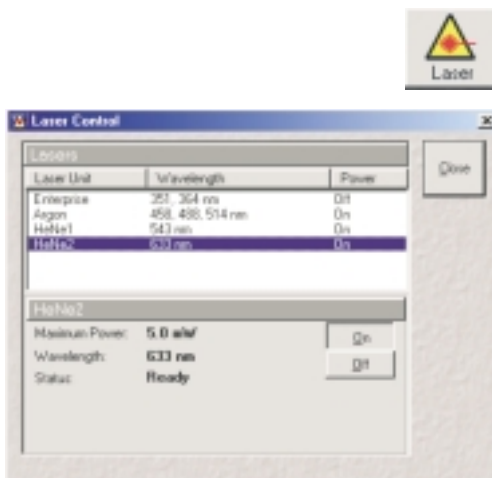 Laser
Laser Control
Close
Lasers
Laser Unit Wavelength Power
Enterprise 351, 364 nm Off
Argon 458, 488, 514 nm On
HeNe1 543 nm On
HeNe2 633 nm On
HeNe2
Maximum Power: 5.0 mW On
Wavelength: 633 nm Off
Status: Ready